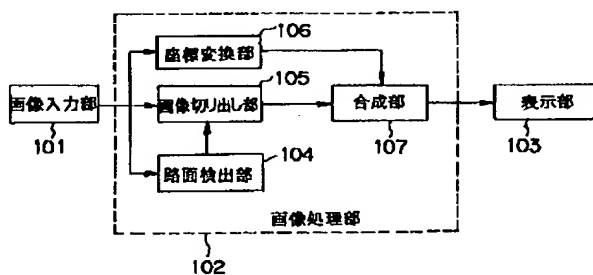 106
座標変換部
105
画像入力部
画像切り出し部
合成部
表示部
101
104
107
103
路面検出部
画像処理部
102